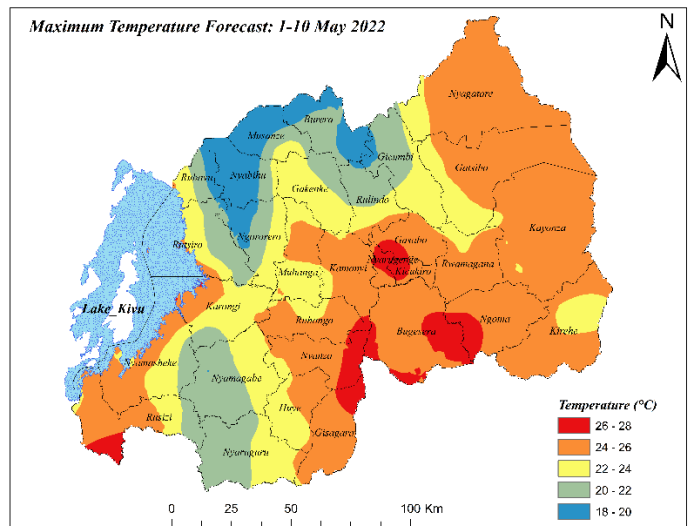 Maximum Temperature Forecast: 1-10 May 2022
N
Nyagatare
Burera
Musanze
Gicumbi
Gatsibo
Rubavu
Nyabihu
Gakenke
Rulindo
Kayonza
Ngororero
Rutsiro
Gasabo
Muhanga
Kamonyi
Nyarugenge
Kicukiro
Rwamagana
Lake_Kivu
Karongi
Ruhango
Bugesera
Ngoma
Kirehe
Nyanza
Nyamasheke
Nyamagabe
Huye
Rusizi
Gisagara
Nyaruguru
Temperature (°C)
26 - 28
24 - 26
22 - 24
20 - 22
18 - 20
0 25 50 100 Km